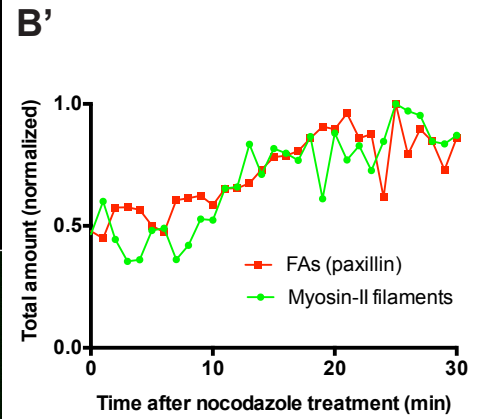 B’
Total amount (normalized)
1.0
0.5
0.0
FAs (paxillin)
Myosin-II filaments
0
10
20
30
Time after nocodazole treatment (min)